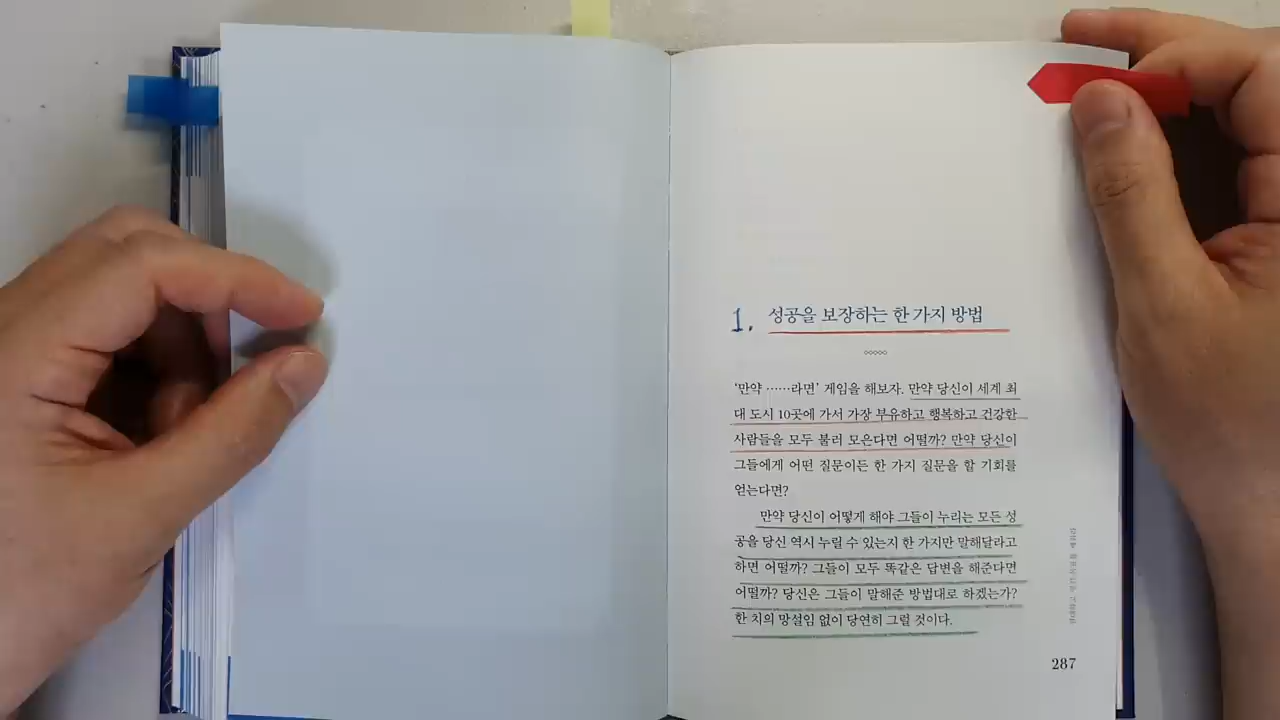 1. 성공을 보장하는 한 가지 방법
‘만약 ……라면’ 게임을 해보자. 만약 당신이 세계 최
대 도시 10곳에 가서 가장 부유하고 행복하고 건강한
사람들을 모두 불러 모은다면 어떨까? 만약 당신이
그들에게 어떤 질문이든 한 가지 질문을 할 기회를
얻는다면?
만약 당신이 어떻게 해야 그들이 누리는 모든 성
공을 당신 역시 누릴 수 있는지 한 가지만 말해달라고
하면 어떨까? 그들이 모두 똑같은 답변을 해준다면
어떨까? 당신은 그들이 말해준 방법대로 하겠는가?
한 치의 망설임 없이 당연히 그럴 것이다.
287